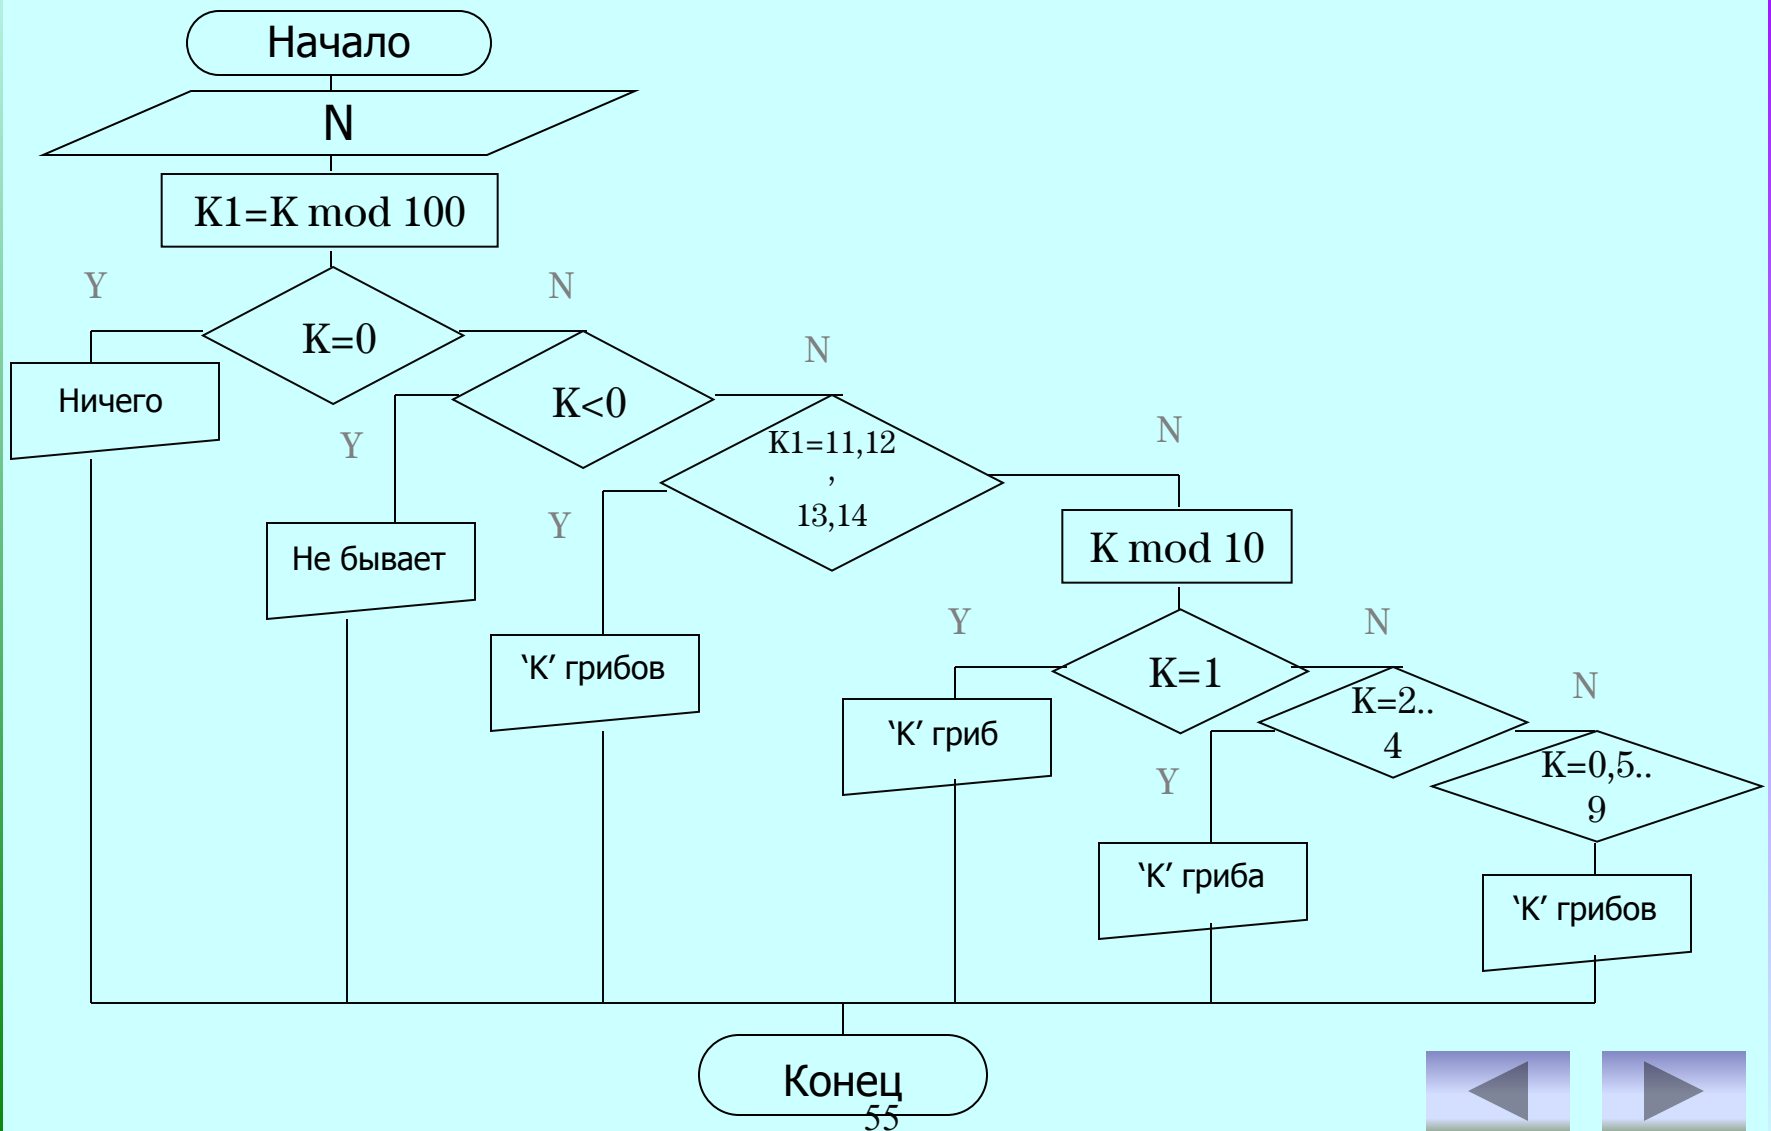 Начало
N
K1=K mod 100
Y
N
K=0
N
Ничего
K<0
Y
N
K1=11,12
,
13,14
Y
Не бывает
K mod 10
‘K’ грибов
Y
N
K=1
N
K=2..
4
‘K’ гриб
Y
K=0,5..
9
‘K’ гриба
‘K’ грибов
Конец
55